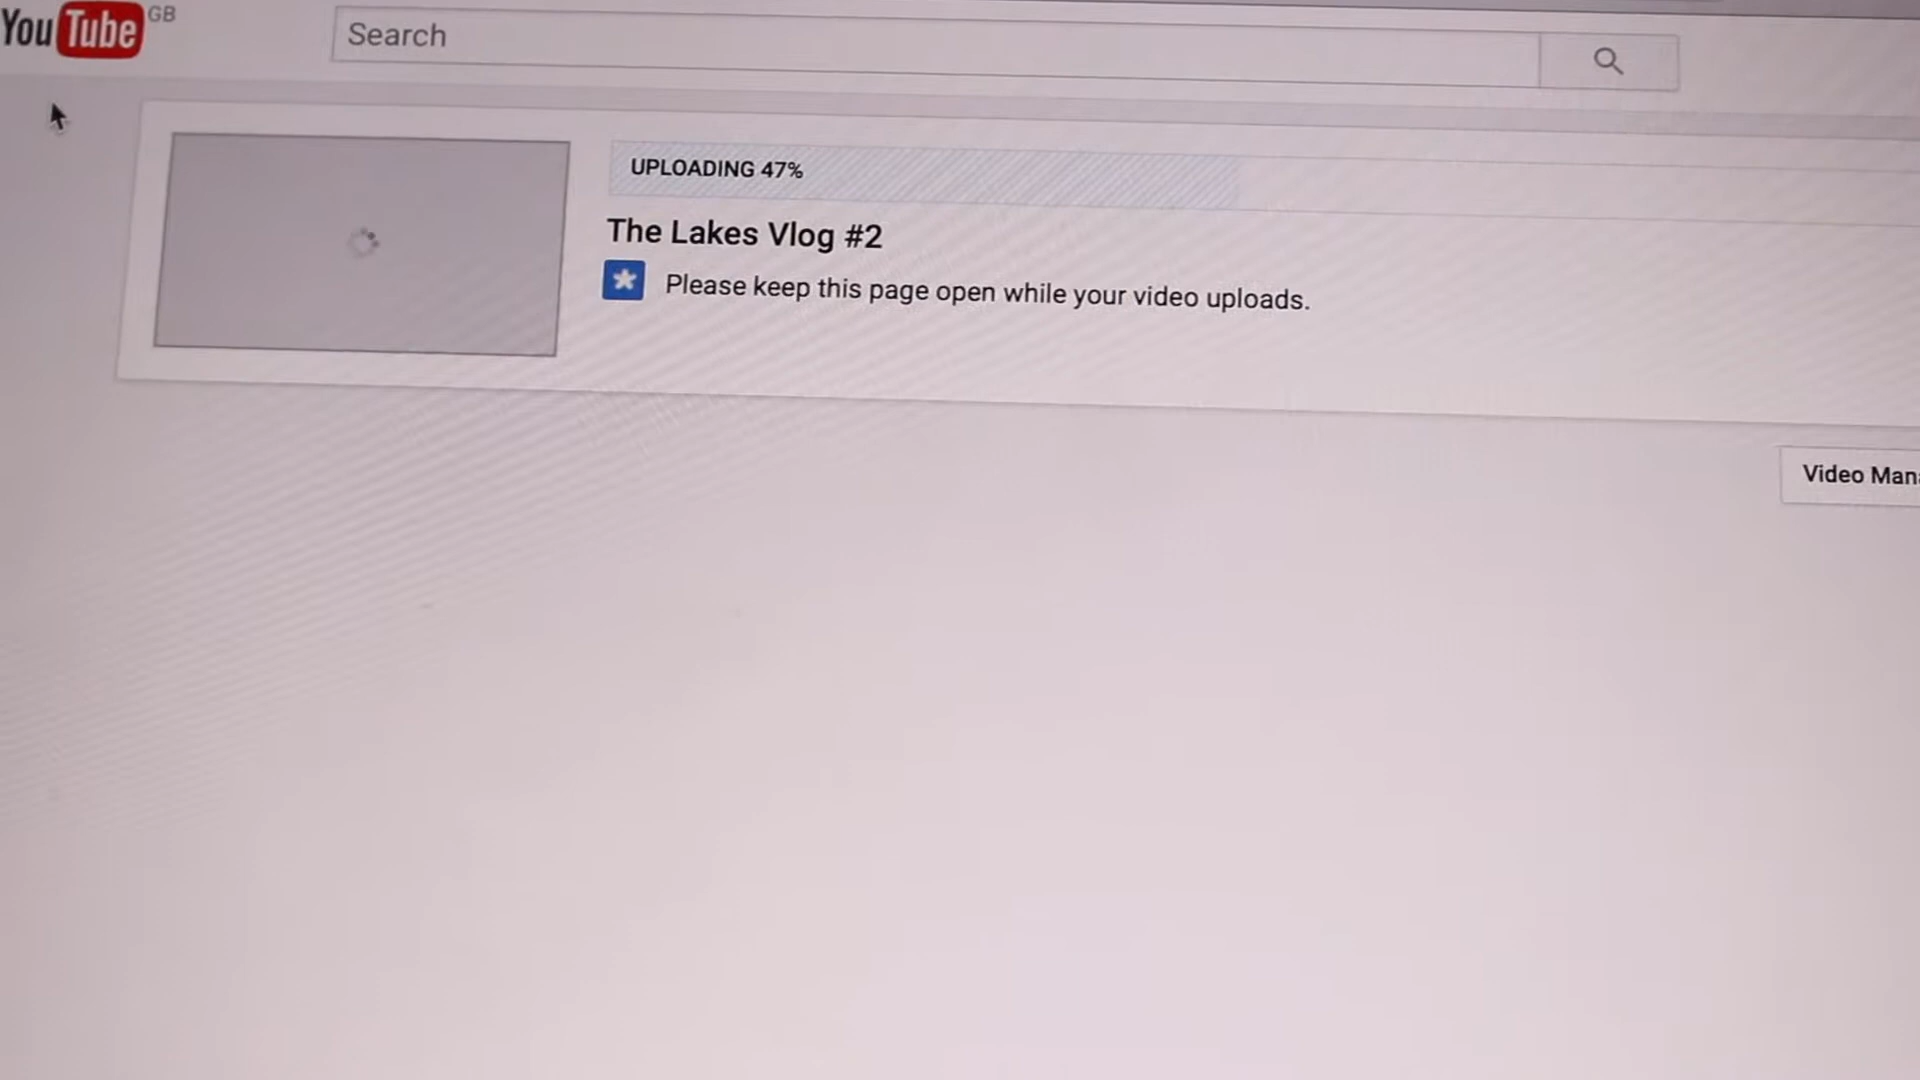 YouTube GB
Search
UPLOADING 47%
The Lakes Vlog #2
Please keep this page open while your video uploads.
Video